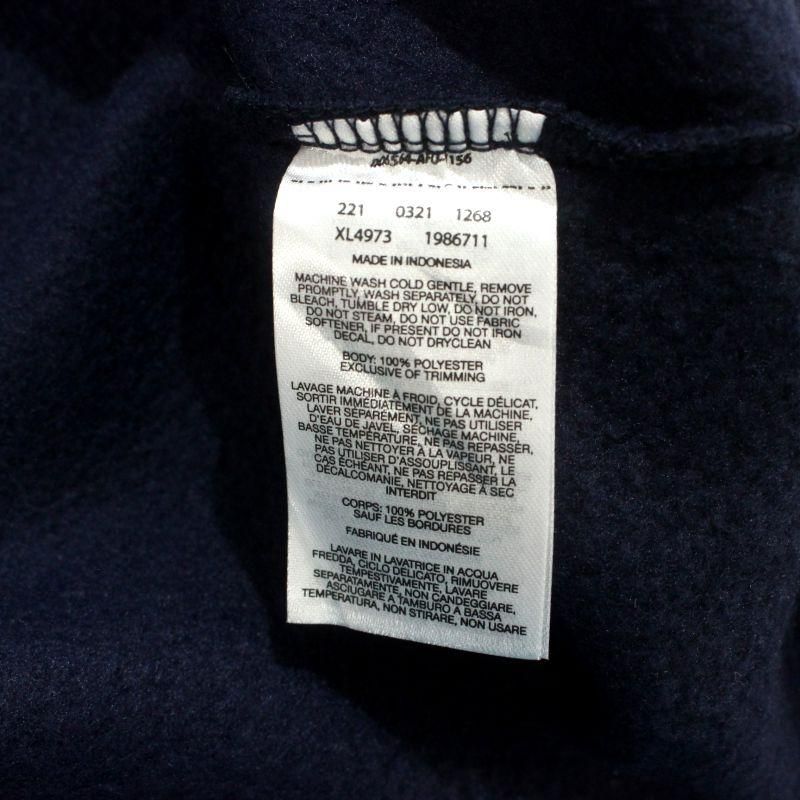 221 0321 1268
XL4973 1986711
MADE IN INDONESIA
MACHINE WASH COLD GENTLE, REMOVE
PROMPTLY, WASH SEPARATELY, DO NOT
BLEACH, TUMBLE DRY LOW, DO NOT IRON,
DO NOT STEAM, DO NOT USE FABRIC
SOFTENER, IF PRESENT DO NOT IRON
DECAL, DO NOT DRYCLEAN
BODY: 100% POLYESTER
EXCLUSIVE OF TRIMMING
LAVAGE MACHINE À FROID, CYCLE DÉLICAT,
SORTIR IMMÉDIATEMENT DE LA MACHINE,
LAVER SÉPARÉMENT, NE PAS UTILISER
D'EAU DE JAVEL, SÉCHAGE MACHINE,
BASSE TEMPÉRATURE, NE PAS REPASSER,
NE PAS NETTOYER À LA VAPEUR, NE
PAS UTILISER D'ASSOUPLISSANT, LE
CAS ÉCHÉANT, NE PAS REPASSER LA
DÉCALCOMANIE, NETTOYAGE À SEC
INTERDIT
CORPS: 100% POLYESTER
SAUF LES BORDURES
FABRIQUÉ EN INDONÉSIE
LAVARE IN LAVATRICE IN ACQUA
FREDDA, CICLO DELICATO, RIMUOVERE
TEMPESTIVAMENTE, LAVARE
SEPARATAMENTE, NON CANDEGGIARE,
ASCIUGARE A TAMBURO A BASSA
TEMPERATURA, NON STIRARE, NON USARE